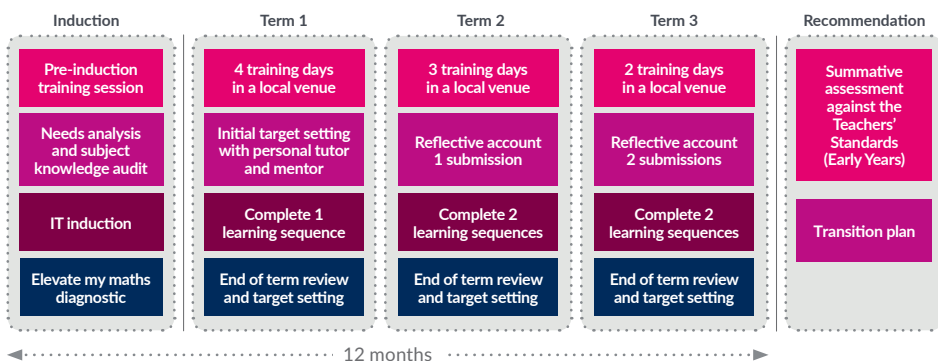 Induction
Pre-induction
training session
Needs analysis
and subject
knowledge audit
IT induction
Elevate my maths
diagnostic
Term 1
4 training days
in a local venue
Initial target setting
with personal tutor
and mentor
Complete 1
learning sequence
End of term review
and target setting
Term 2
3 training days
in a local venue
Reflective account
1 submission
Complete 2
learning sequences
End of term review
and target setting
Term 3
2 training days
in a local venue
Reflective account
2 submissions
Complete 2
learning sequences
End of term review
and target setting
Recommendation
Summative
assessment
against the
Teachers'
Standards
(Early Years)
Transition plan
12 months